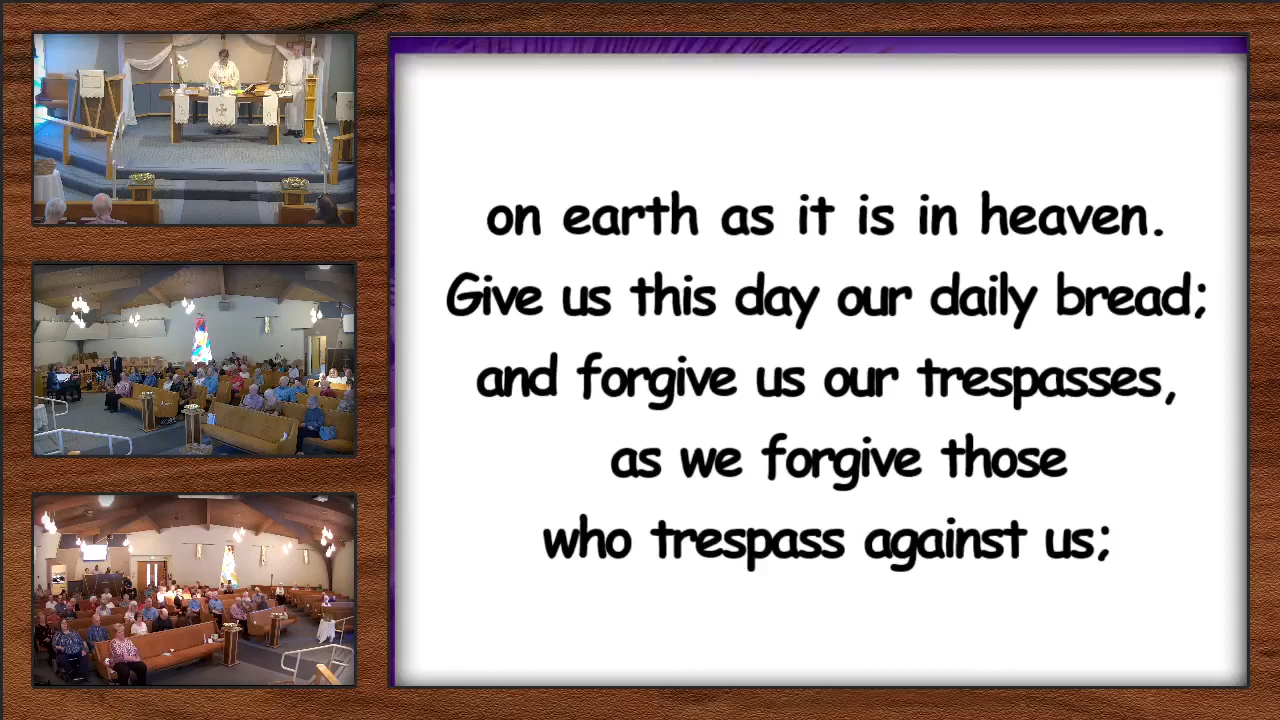 on earth as it is in heaven.
Give us this day our daily bread;
and forgive us our trespasses,
as we forgive those
who trespass against us;